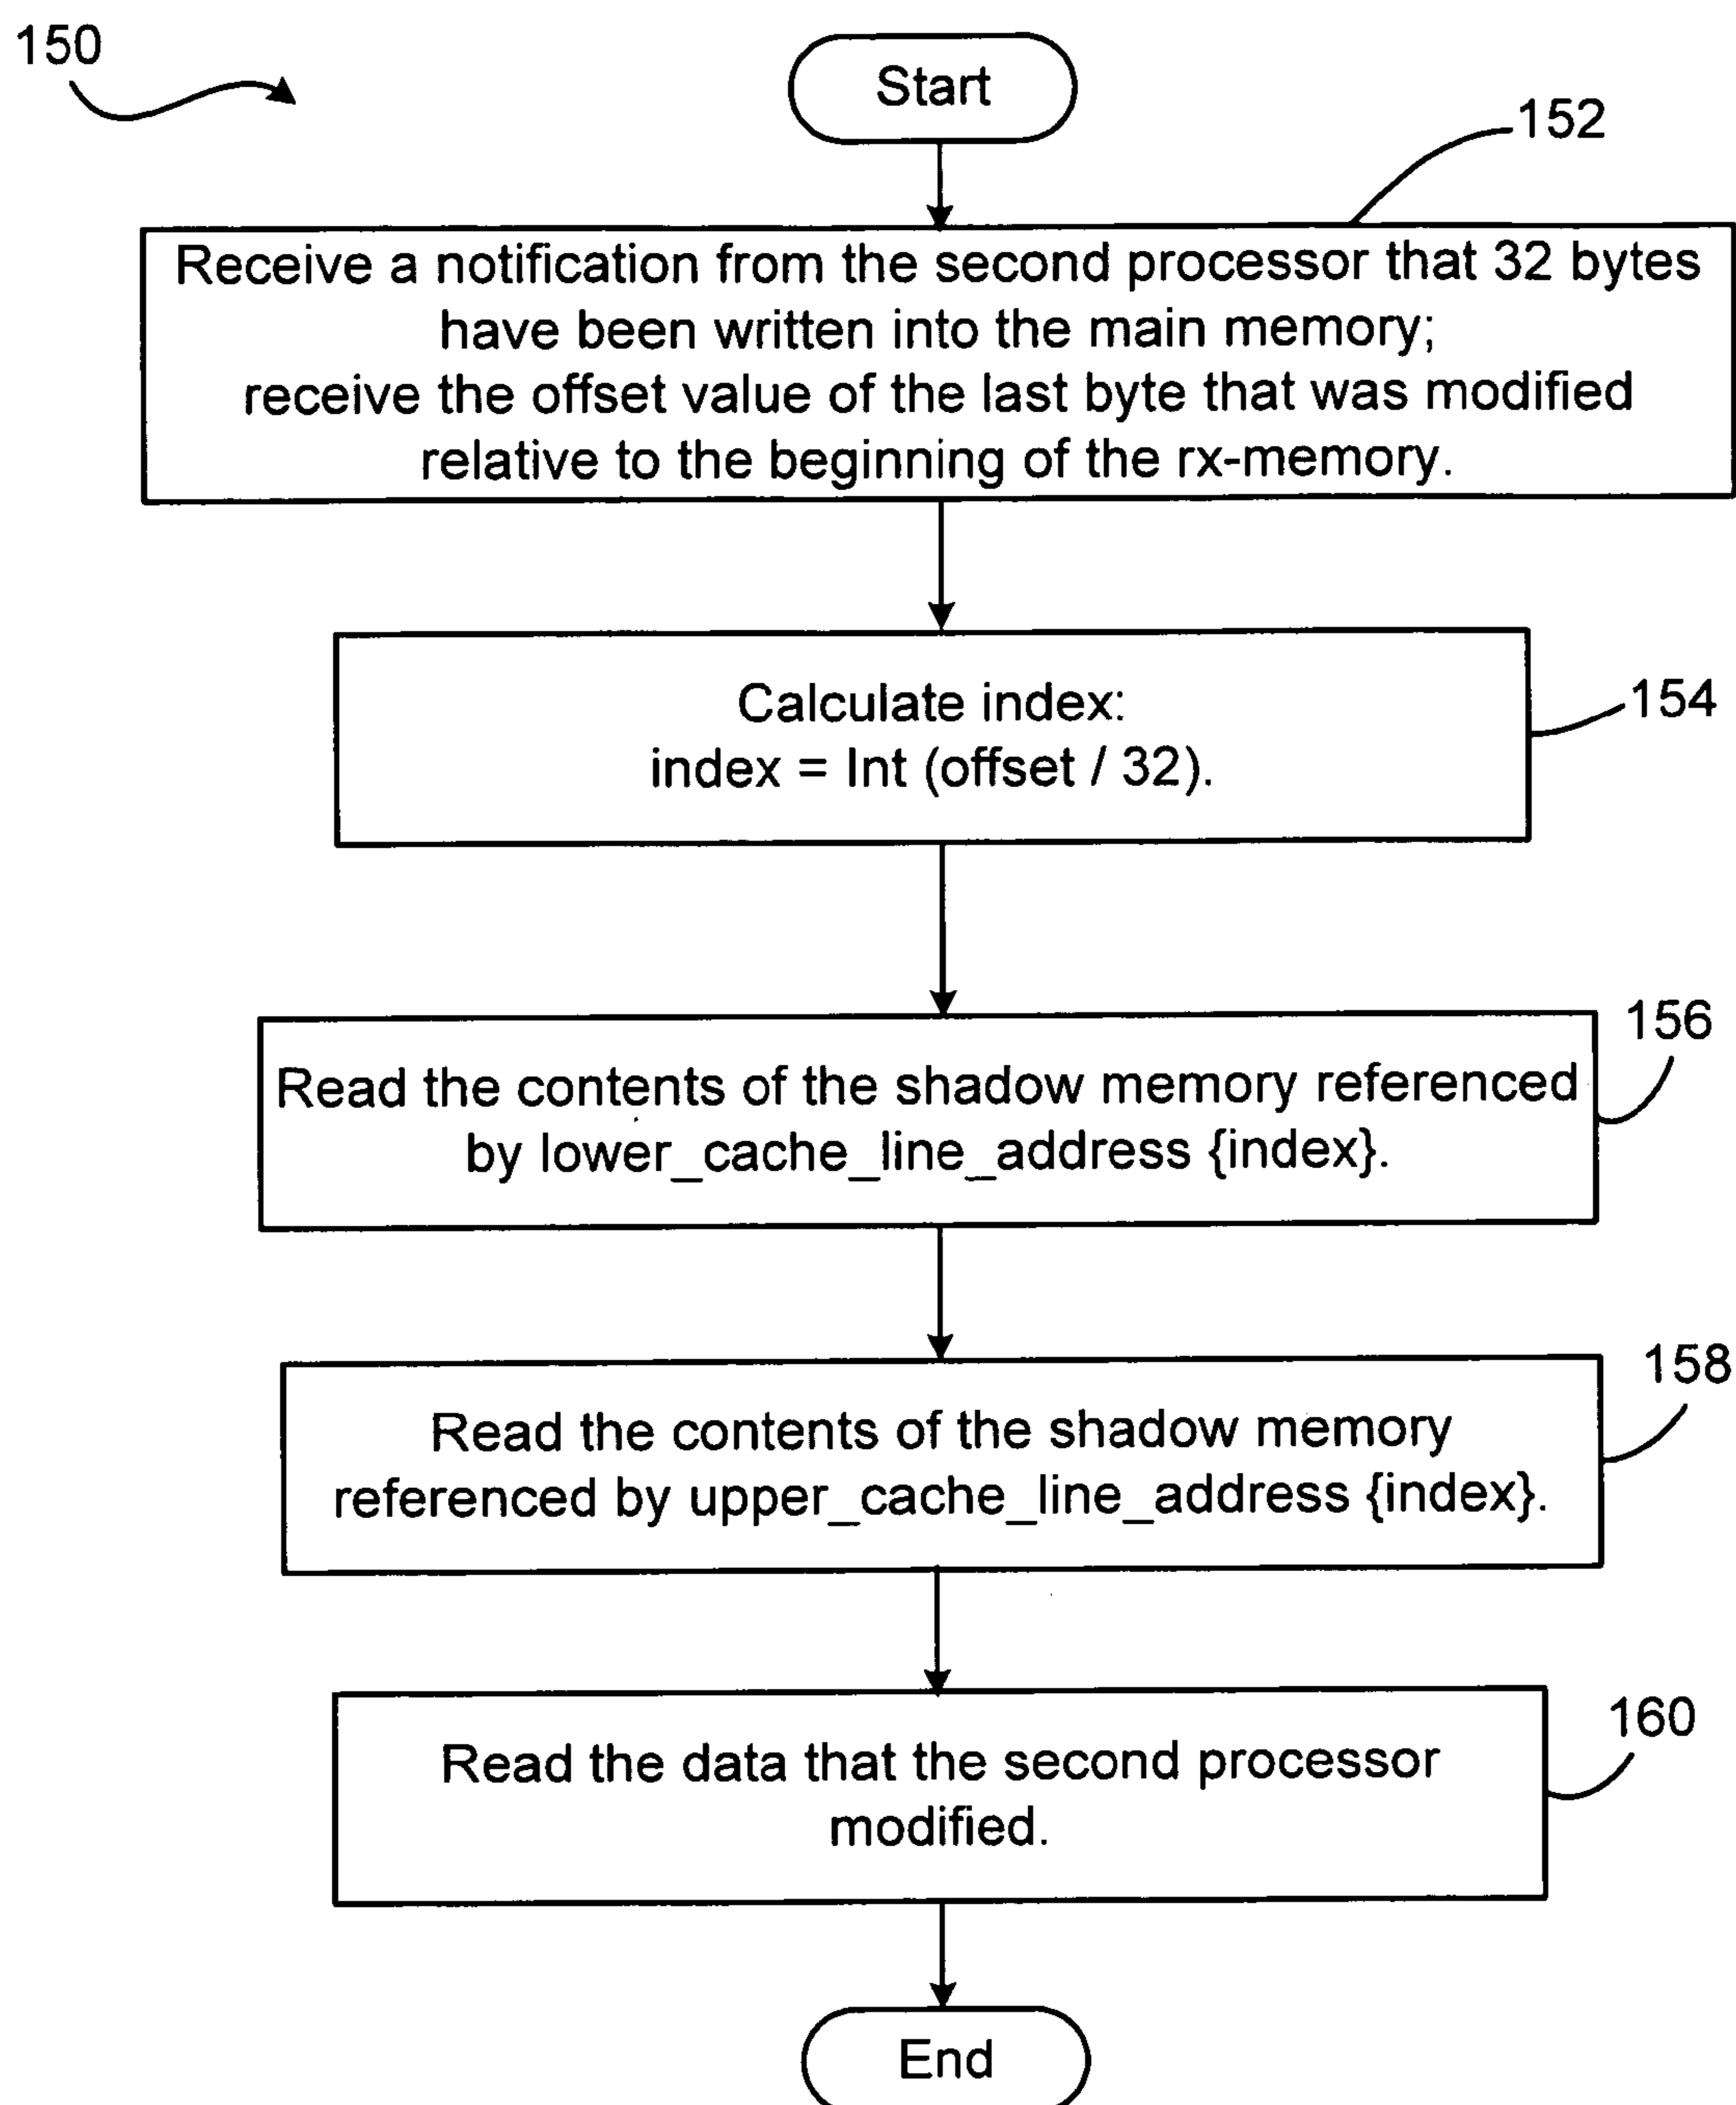 150
Start
152
Receive a notification from the second processor that 32 bytes
have been written into the main memory;
receive the offset value of the last byte that was modified
relative to the beginning of the rx-memory.
Calculate index:
index = Int (offset / 32).
154
156
Read the contents of the shadow memory referenced
by lower_cache_line_address {index}.
158
Read the contents of the shadow memory
referenced by upper_cache_line_address {index}.
160
Read the data that the second processor
modified.
End